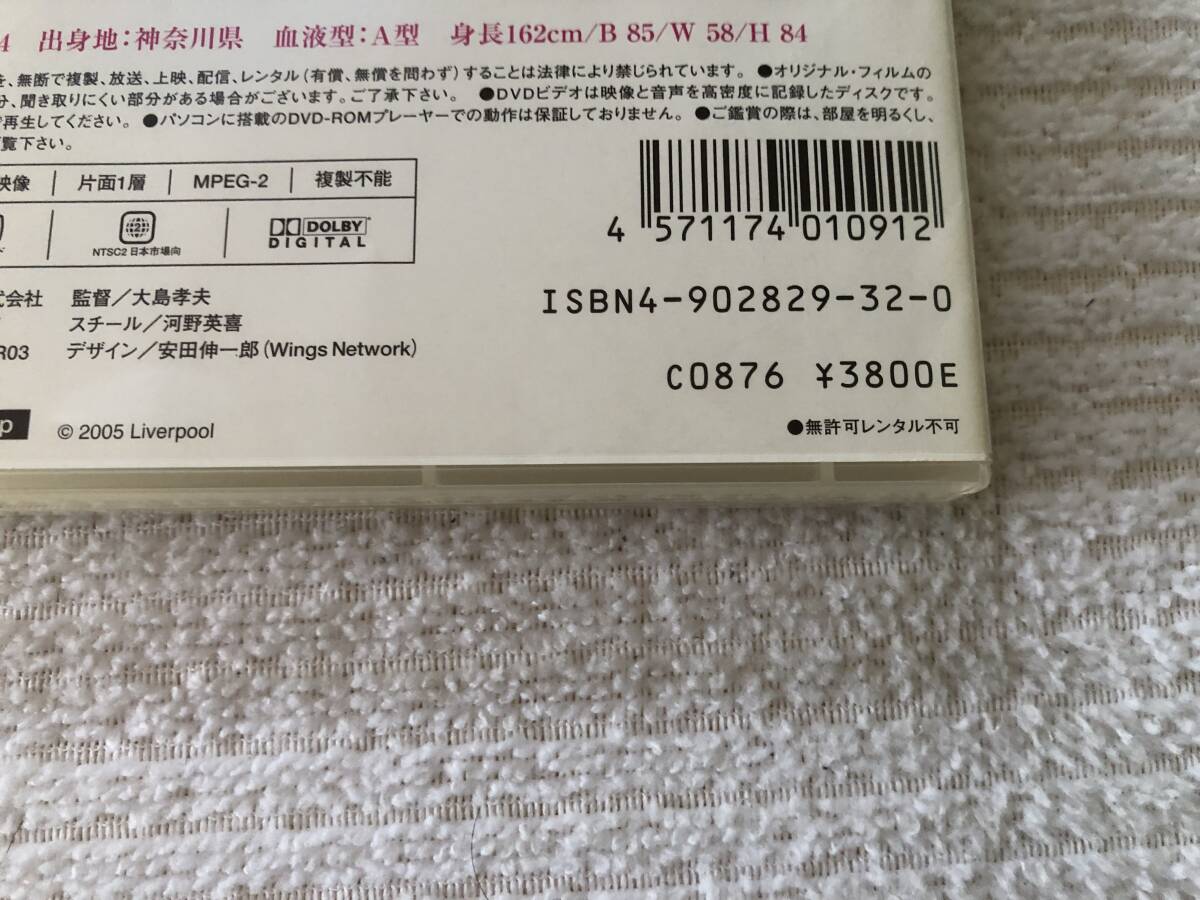 4 出身地：神奈川県 血液型：A型 身長162cm/B 85/W 58/H 84
を、無断で複製、放送、上映、配信、レンタル（有償、無償を問わず）することは法律により禁じられています。 ●オリジナル・フィルムの
分、聞き取りにくい部分がある場合がございます。ご了承下さい。 ●DVDビデオは映像と音声を高密度に記録したディスクです。
で再生してください。 ●パソコンに搭載のDVD-ROMプレーヤーでの動作は保証しておりません。 ●ご鑑賞の際は、部屋を明るくし、
覧下さい。
映像 片面1層 MPEG-2 複製不能
2
NTSC2 日本市場向
DOLBY
DIGITAL
4 571174 010912
式会社 監督／大島孝夫
スチール／河野英喜
R03 デザイン／安田伸一郎（Wings Network）
ISBN4-902829-32-0
C0876 ¥3800E
p © 2005 Liverpool
●無許可レンタル不可